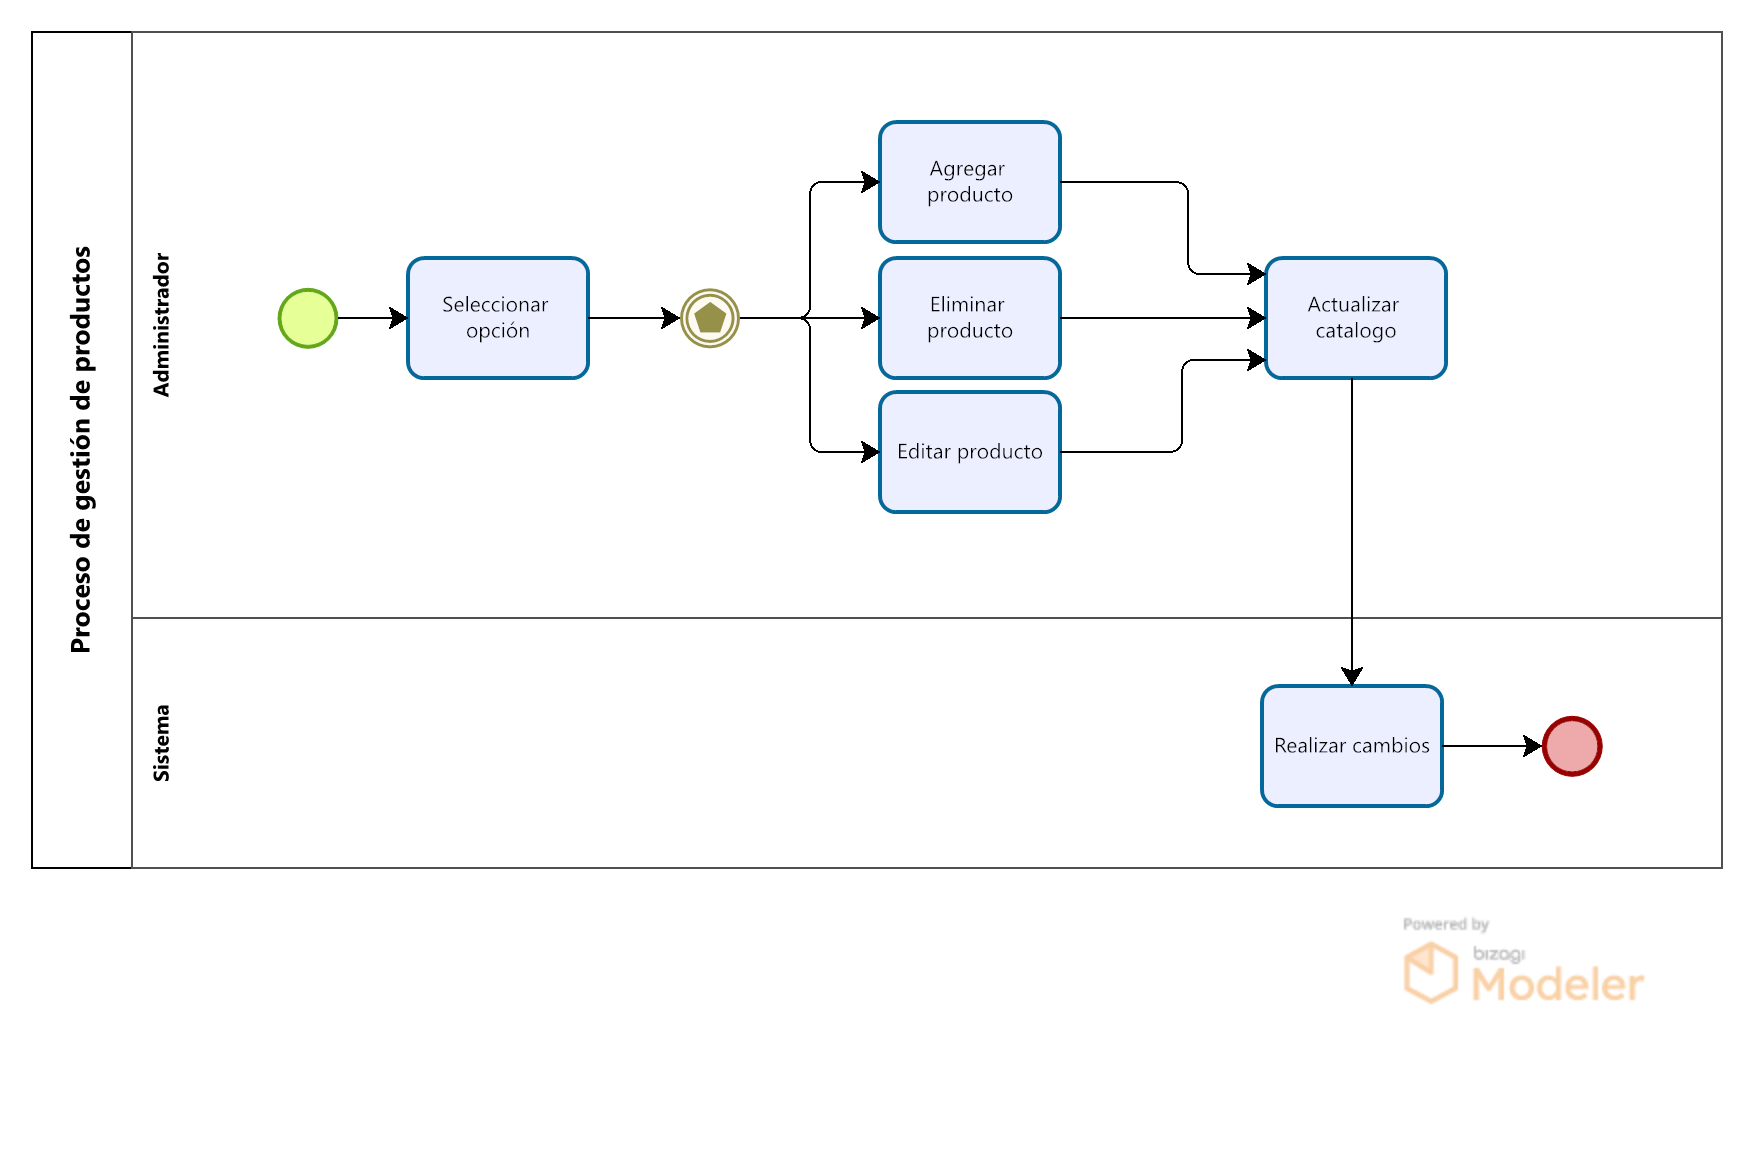 Proceso de gestión de productos
Administrador
Seleccionar
opción
Agregar
producto
Eliminar
producto
Editar producto
Actualizar
catalogo
Sistema
Realizar cambios
Powered by
bizagi
Modeler